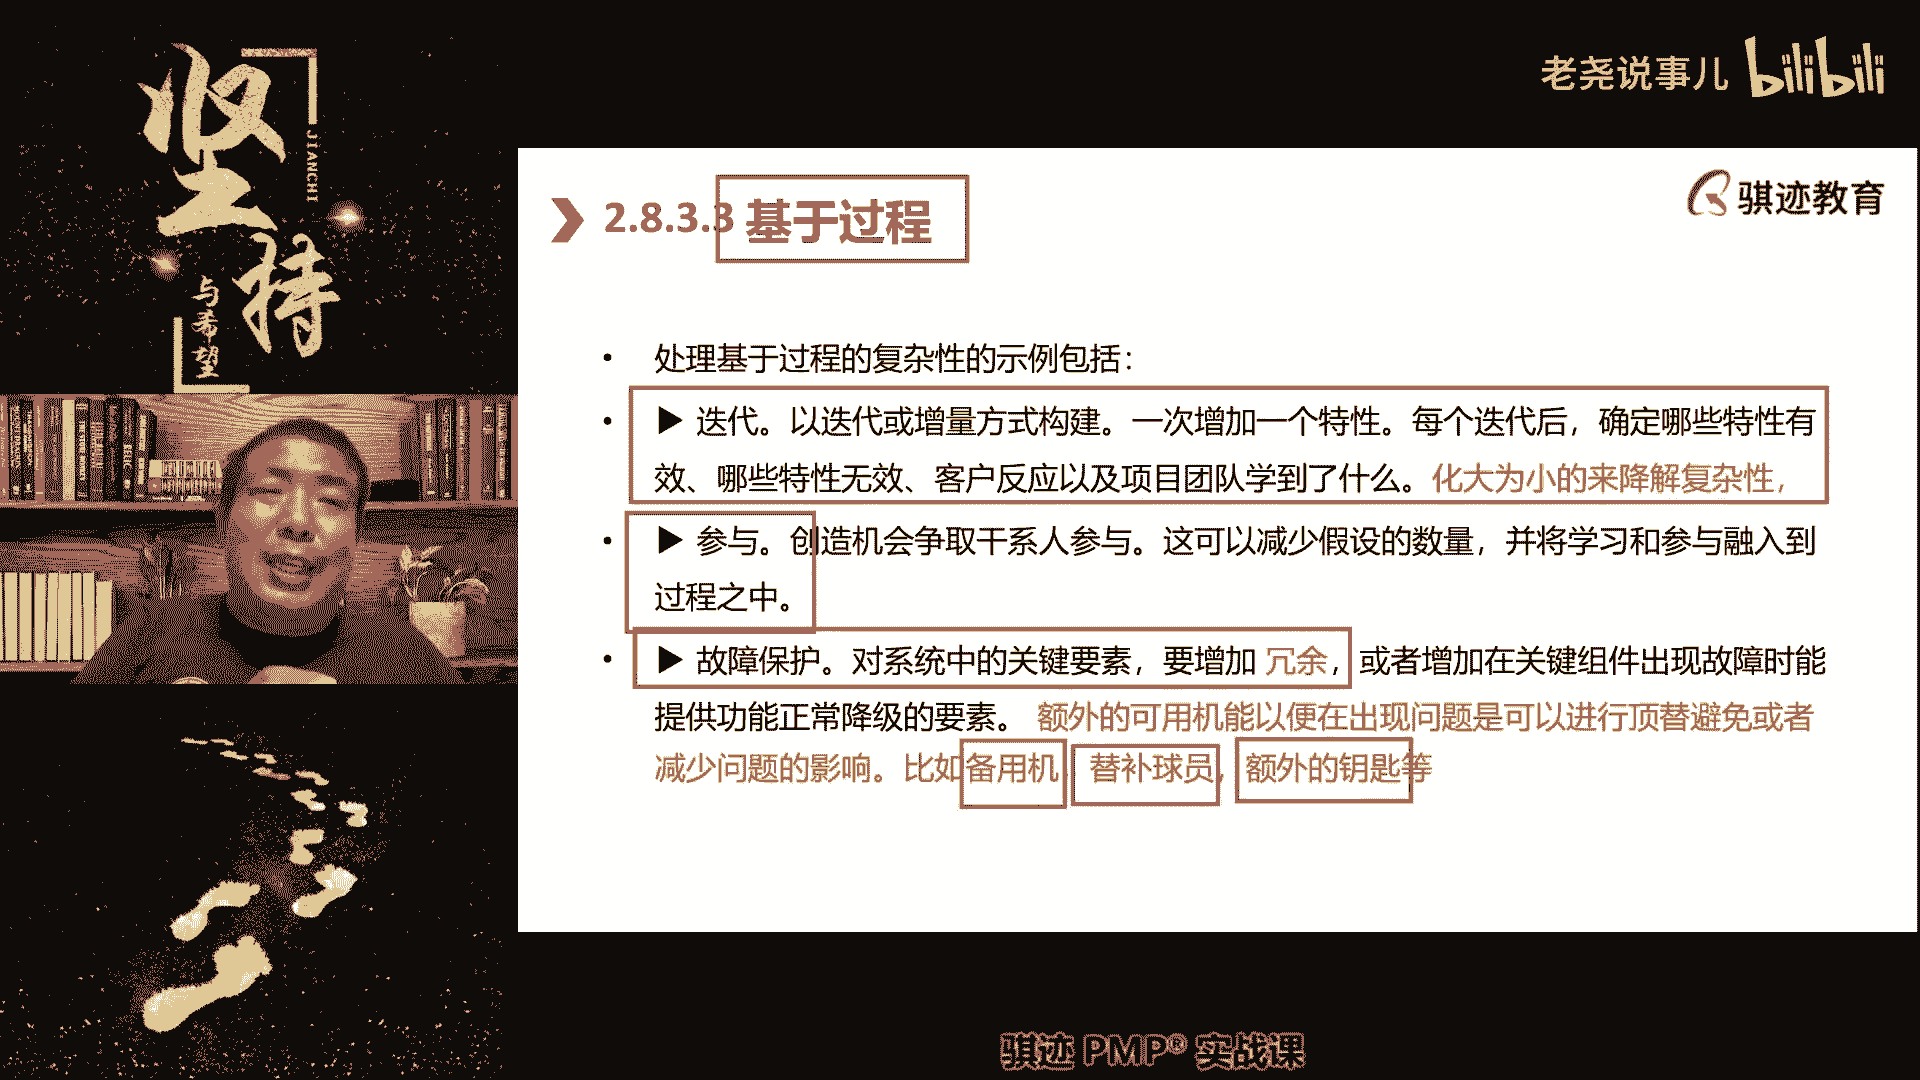 坚持
JIANCHI
与希望
老尧说事儿 bilibili
骐迹教育
2.8.3.3 基于过程
• 处理基于过程的复杂性的示例包括：
• ▶ 迭代。以迭代或增量方式构建。一次增加一个特性。每个迭代后，确定哪些特性有
效、哪些特性无效、客户反应以及项目团队学到了什么。化大为小的来降解复杂性，
• ▶ 参与。创造机会争取干系人参与。这可以减少假设的数量，并将学习和参与融入到
过程之中。
• ▶ 故障保护。对系统中的关键要素，要增加 冗余，或者增加在关键组件出现故障时能
提供功能正常降级的要素。 额外的可用机能以便在出现问题是可以进行顶替避免或者
减少问题的影响。比如备用机，替补球员，额外的钥匙等
骐迹 PMP® 实战课